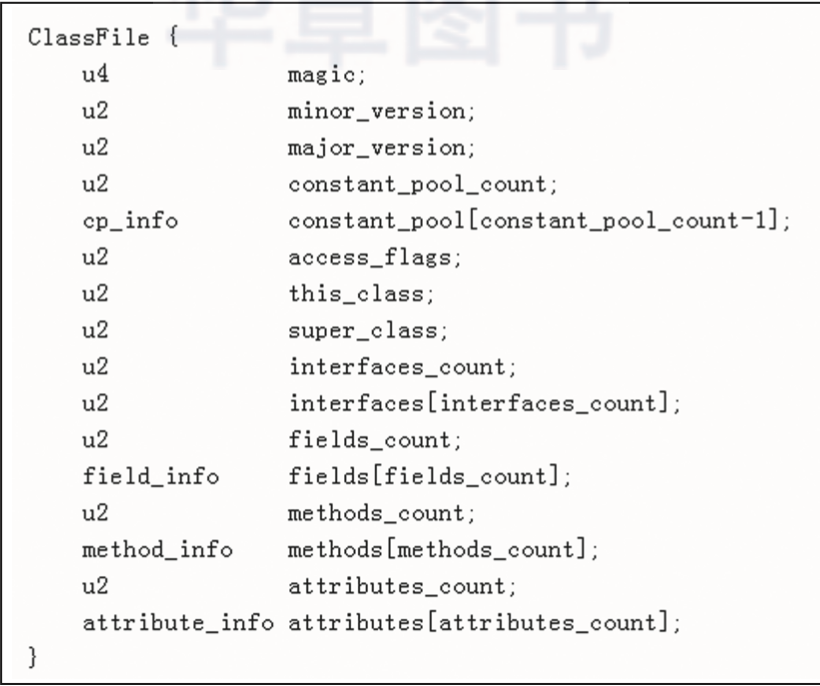 华章图书
ClassFile {
    u4             magic;
    u2             minor_version;
    u2             major_version;
    u2             constant_pool_count;
    cp_info        constant_pool[constant_pool_count-1];
    u2             access_flags;
    u2             this_class;
    u2             super_class;
    u2             interfaces_count;
    u2             interfaces[interfaces_count];
    u2             fields_count;
    field_info     fields[fields_count];
    u2             methods_count;
    method_info    methods[methods_count];
    u2             attributes_count;
    attribute_info attributes[attributes_count];
}